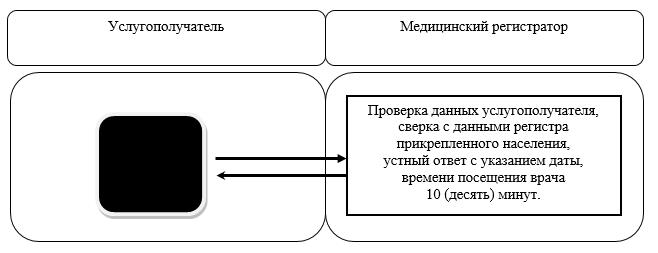 Услугополучатель
Медицинский регистратор
Проверка данных услугополучателя,
сверка с данными регистра
прикрепленного населения,
устный ответ с указанием даты,
времени посещения врача
10 (десять) минут.